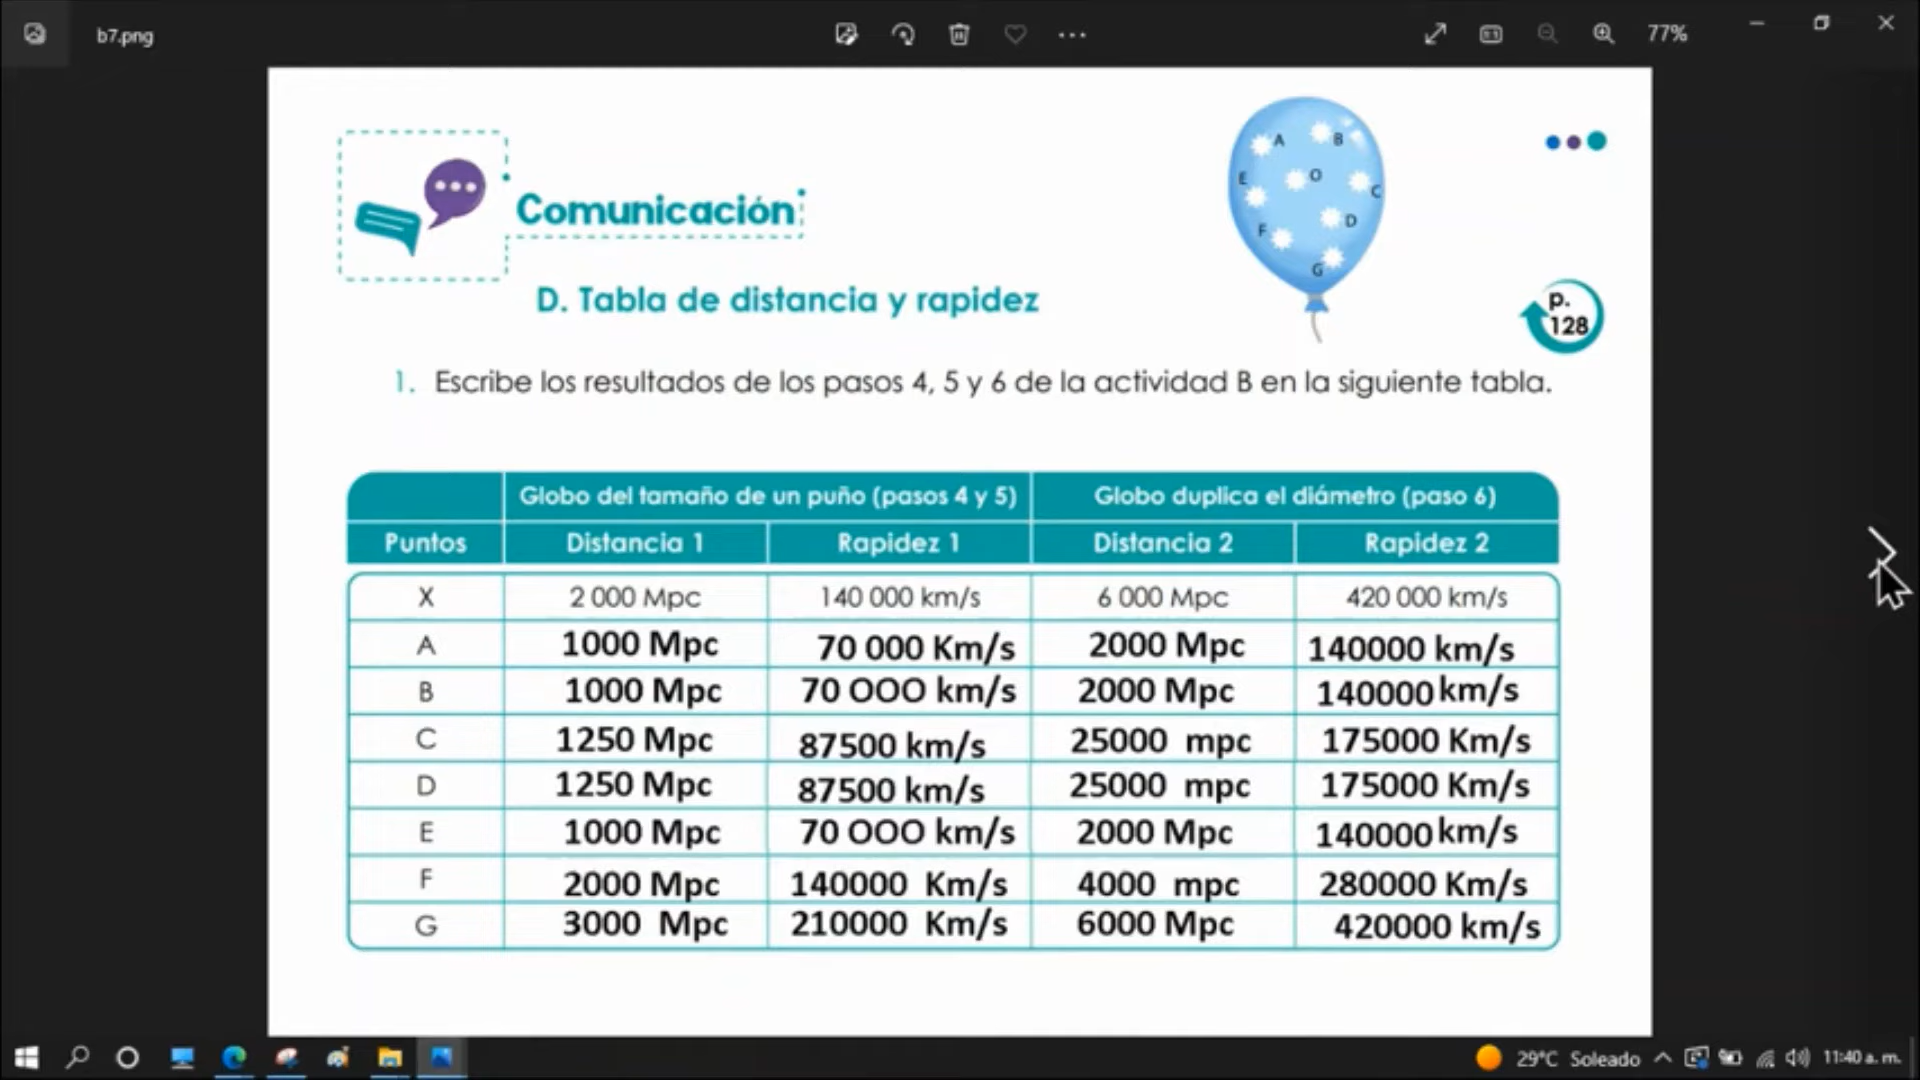 b7.png
77%
A
B
E
O
C
D
F
G
Comunicación
D. Tabla de distancia y rapidez
p.
128
1. Escribe los resultados de los pasos 4, 5 y 6 de la actividad B en la siguiente tabla.
Globo del tamaño de un puño (pasos 4 y 5) Globo duplica el diámetro (paso 6)
Puntos Distancia 1 Rapidez 1 Distancia 2 Rapidez 2
X 2 000 Mpc 140 000 km/s 6 000 Mpc 420 000 km/s
A 1000 Mpc 70 000 Km/s 2000 Mpc 140000 km/s
B 1000 Mpc 70 OOO km/s 2000 Mpc 140000 km/s
C 1250 Mpc 87500 km/s 25000 mpc 175000 Km/s
D 1250 Mpc 87500 km/s 25000 mpc 175000 Km/s
E 1000 Mpc 70 OOO km/s 2000 Mpc 140000 km/s
F 2000 Mpc 140000 Km/s 4000 mpc 280000 Km/s
G 3000 Mpc 210000 Km/s 6000 Mpc 420000 km/s
29°C Soleado 11:40 a. m.